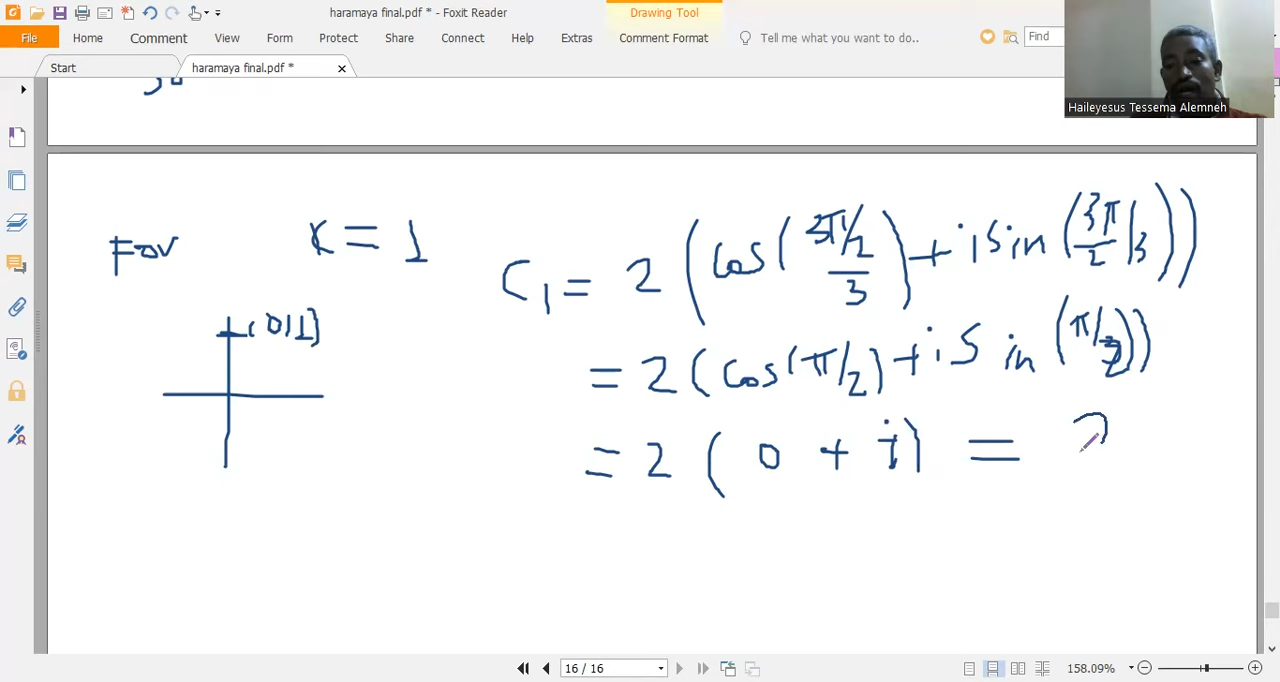 haramaya final.pdf * - Foxit Reader
Drawing Tool
File Home Comment View Form Protect Share Connect Help Extras Comment Format Tell me what you want to do.. Find
Start haramaya final.pdf *
Haileyesus Tessema Alemneh
30
For K = 1
C1 = 2 (cos(3π/2/3) + i sin(3π/2/3))
(0,1)
= 2 (cos(π/2) + i sin(π/2))
= 2 ( 0 + i) = 2
16 / 16
158.09%